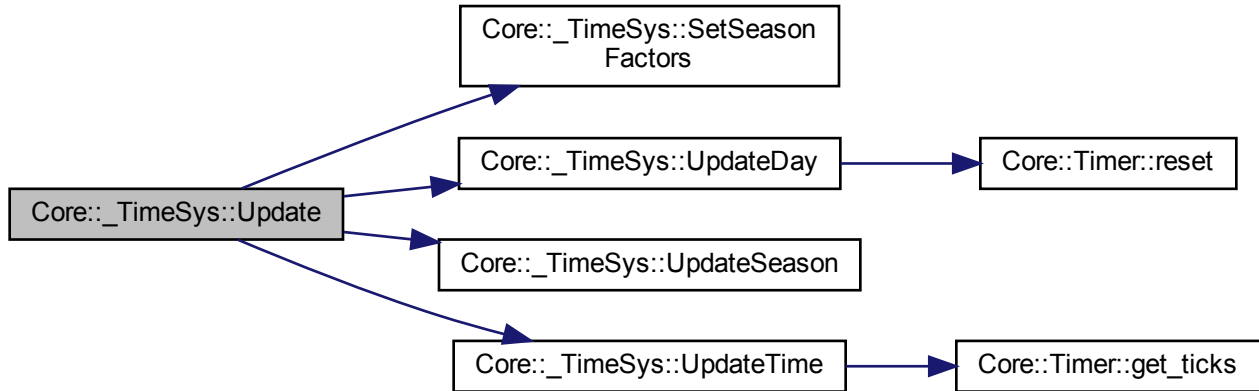 Core::_TimeSys::SetSeason
Factors
Core::_TimeSys::UpdateDay
Core::Timer::reset
Core::_TimeSys::Update
Core::_TimeSys::UpdateSeason
Core::_TimeSys::UpdateTime
Core::Timer::get_ticks